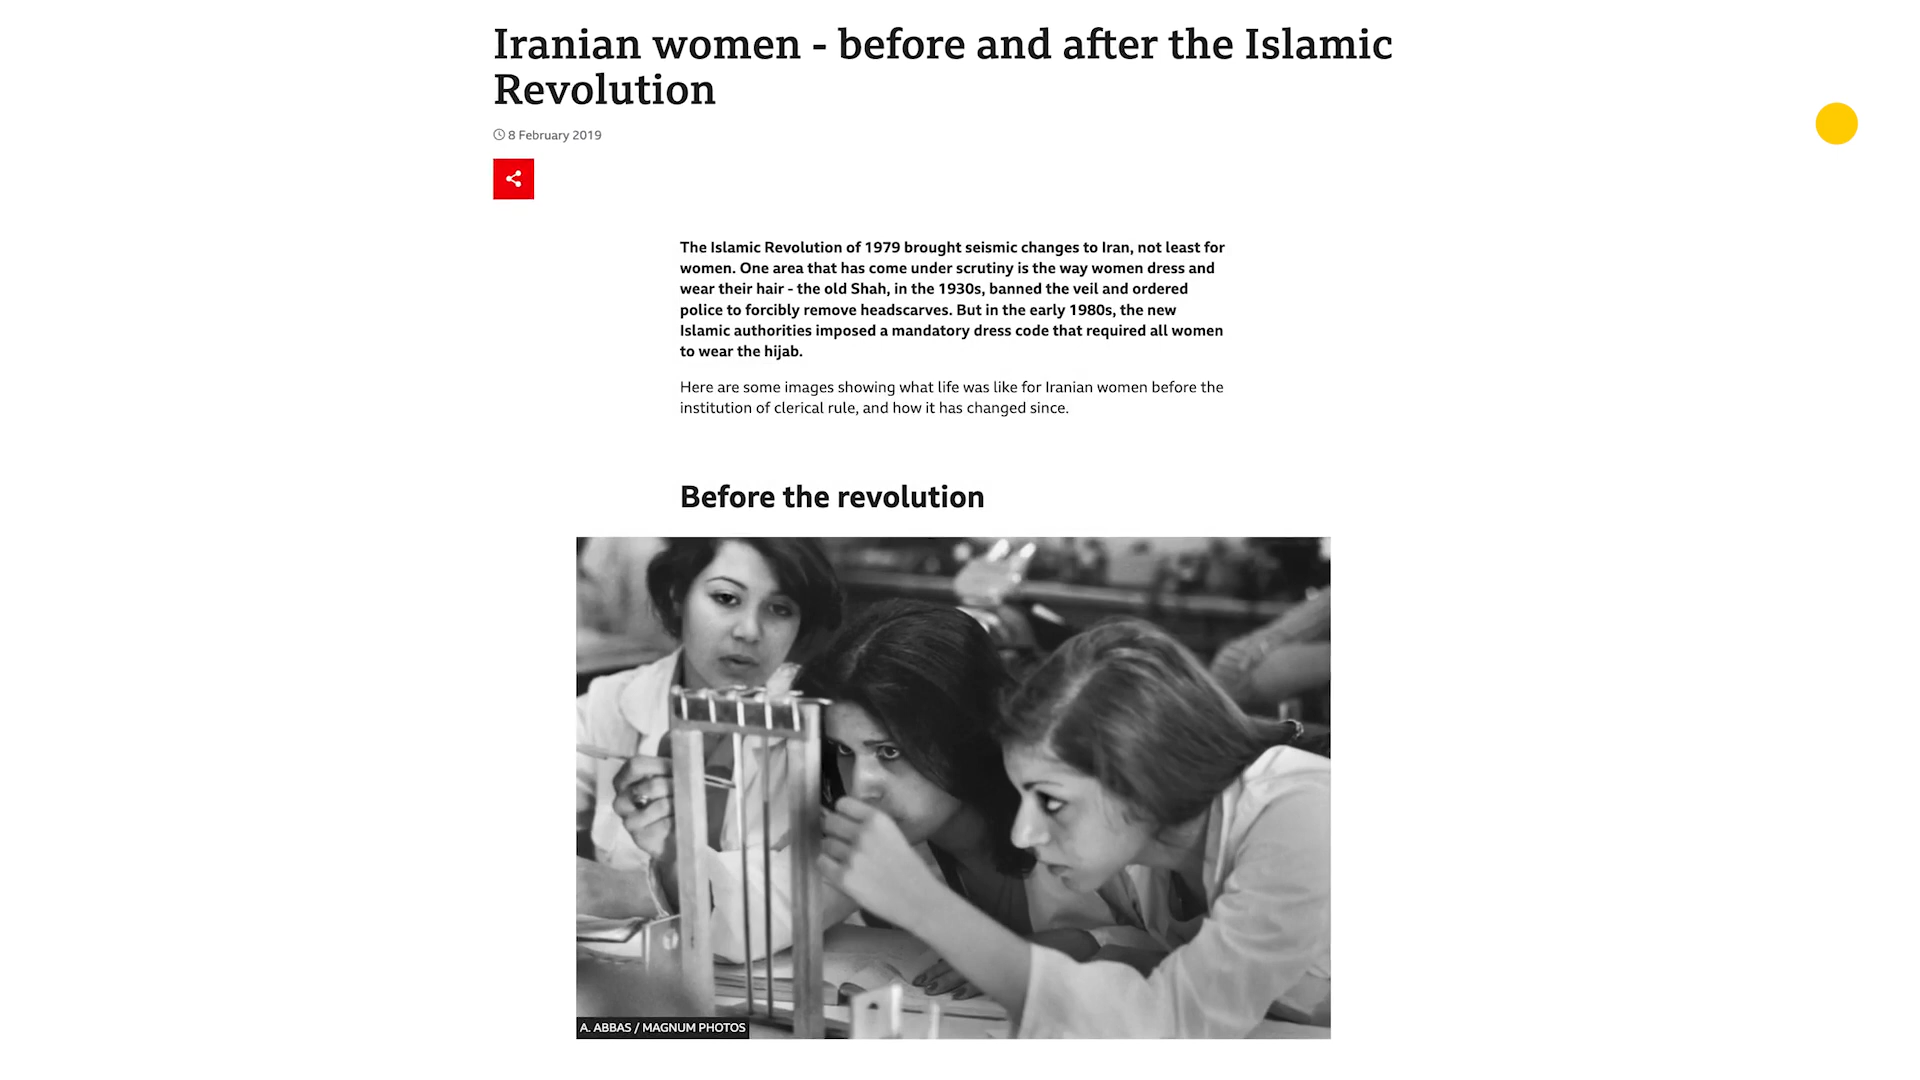 Iranian women - before and after the Islamic
Revolution
8 February 2019
The Islamic Revolution of 1979 brought seismic changes to Iran, not least for
women. One area that has come under scrutiny is the way women dress and
wear their hair - the old Shah, in the 1930s, banned the veil and ordered
police to forcibly remove headscarves. But in the early 1980s, the new
Islamic authorities imposed a mandatory dress code that required all women
to wear the hijab.
Here are some images showing what life was like for Iranian women before the
institution of clerical rule, and how it has changed since.
Before the revolution
A. ABBAS / MAGNUM PHOTOS